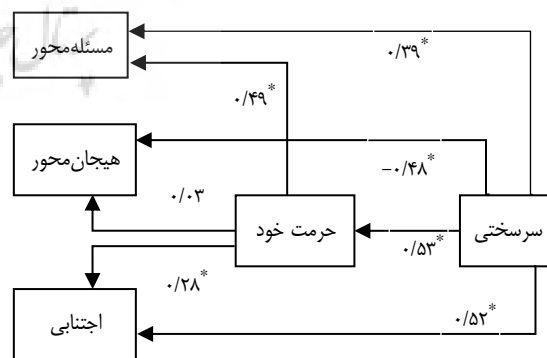 مسئله‌محور
۰/۳۹*
۰/۴۹*
هیجان‌محور
-۰/۴۸*
۰/۰۳
حرمت خود
سرسختی
۰/۵۳*
۰/۲۸*
اجتنابی
۰/۵۲*